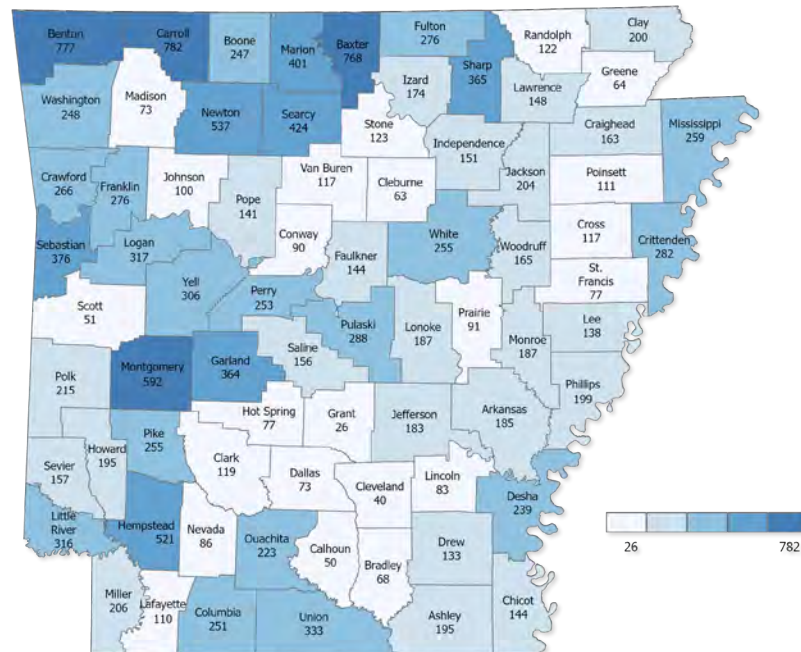 Benton
777
Carroll
782
Boone
247
Marion
401
Baxter
768
Fulton
276
Randolph
122
Clay
200
Sharp
365
Greene
64
Izard
174
Lawrence
148
Washington
248
Madison
73
Newton
537
Searcy
424
Stone
123
Independence
151
Craighead
163
Mississippi
259
Jackson
204
Poinsett
111
Crawford
266
Franklin
276
Johnson
100
Pope
141
Van Buren
117
Cleburne
63
Cross
117
Crittenden
282
Sebastian
376
Logan
317
Conway
90
Faulkner
144
White
255
Woodruff
165
St.
Francis
77
Yell
306
Perry
253
Scott
51
Pulaski
288
Lonoke
187
Prairie
91
Monroe
187
Lee
138
Montgomery
592
Garland
364
Saline
156
Polk
215
Phillips
199
Hot Spring
77
Grant
26
Jefferson
183
Arkansas
185
Pike
255
Clark
119
Howard
195
Sevier
157
Dallas
73
Cleveland
40
Lincoln
83
Desha
239
Little
River
316
Hempstead
521
Nevada
86
Ouachita
223
Calhoun
50
Bradley
68
Drew
133
Miller
206
Lafayette
110
Columbia
251
Union
333
Ashley
195
Chicot
144
26 782